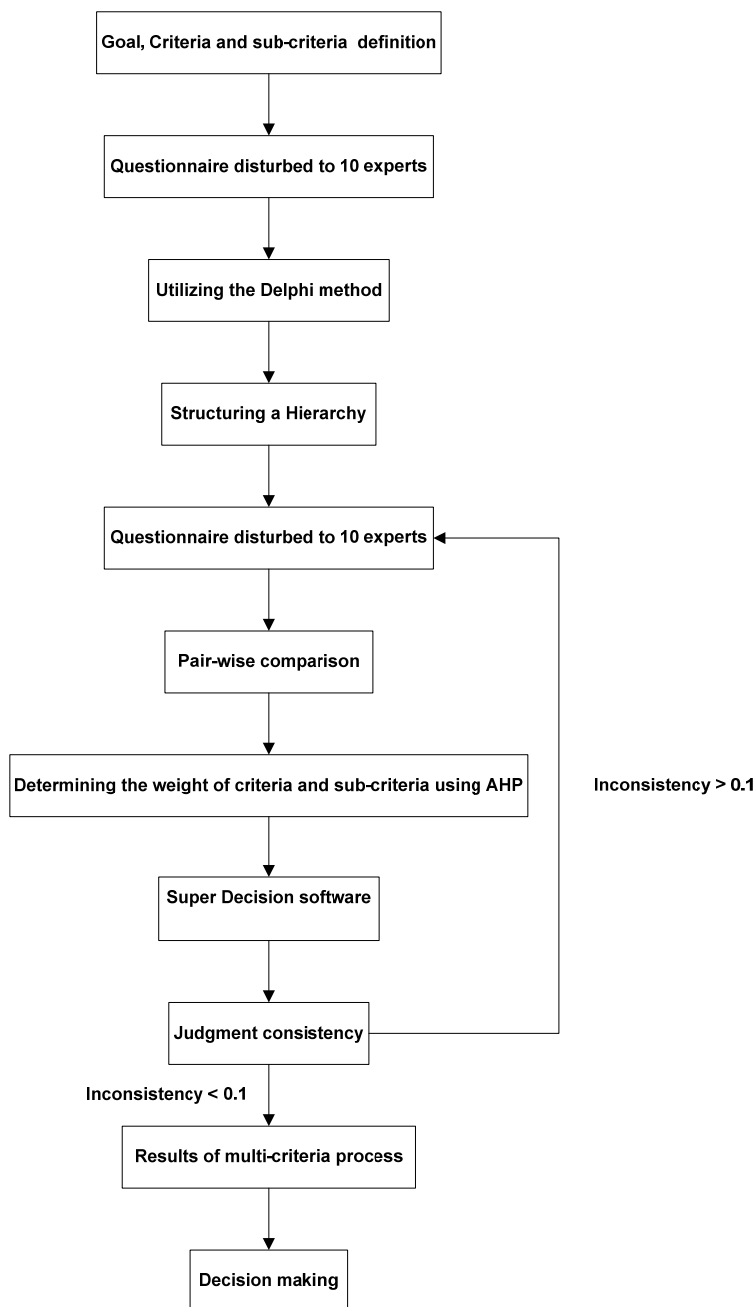 Goal, Criteria and sub-criteria definition
Questionnaire disturbed to 10 experts
Utilizing the Delphi method
Structuring a Hierarchy
Questionnaire disturbed to 10 experts
Pair-wise comparison
Determining the weight of criteria and sub-criteria using AHP
Inconsistency > 0.1
Super Decision software
Judgment consistency
Inconsistency < 0.1
Results of multi-criteria process
Decision making